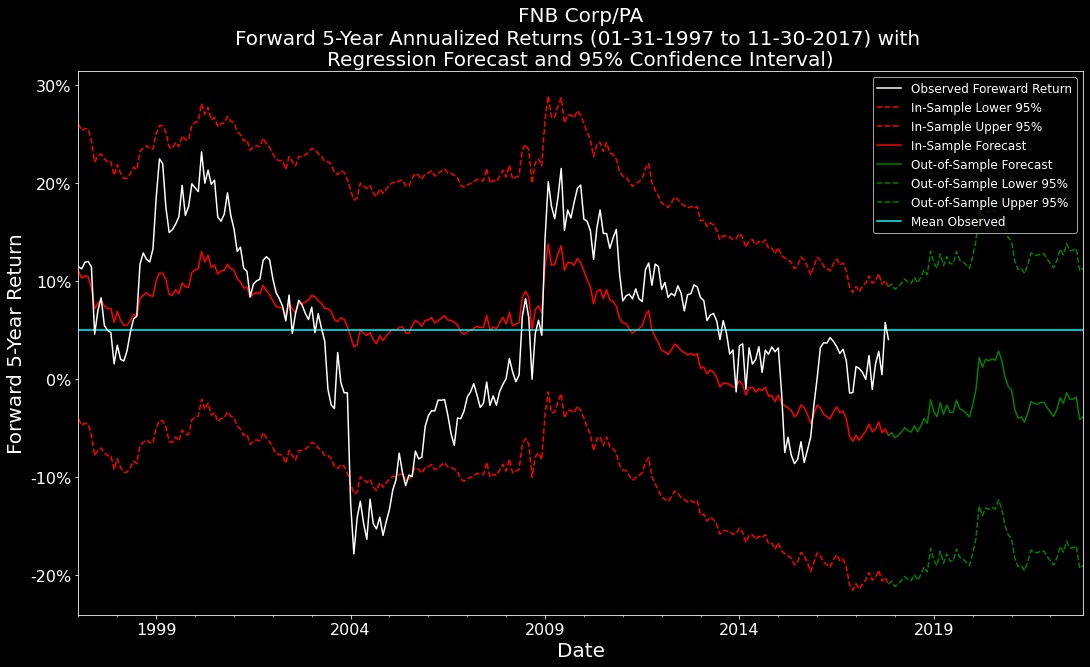 FNB Corp/PA
Forward 5-Year Annualized Returns (01-31-1997 to 11-30-2017) with
Regression Forecast and 95% Confidence Interval)
30%
20%
10%
0%
-10%
-20%
Forward 5-Year Return
Observed Foreward Return
In-Sample Lower 95%
In-Sample Upper 95%
In-Sample Forecast
Out-of-Sample Forecast
Out-of-Sample Lower 95%
Out-of-Sample Upper 95%
Mean Observed
1999
2004
2009
2014
2019
Date